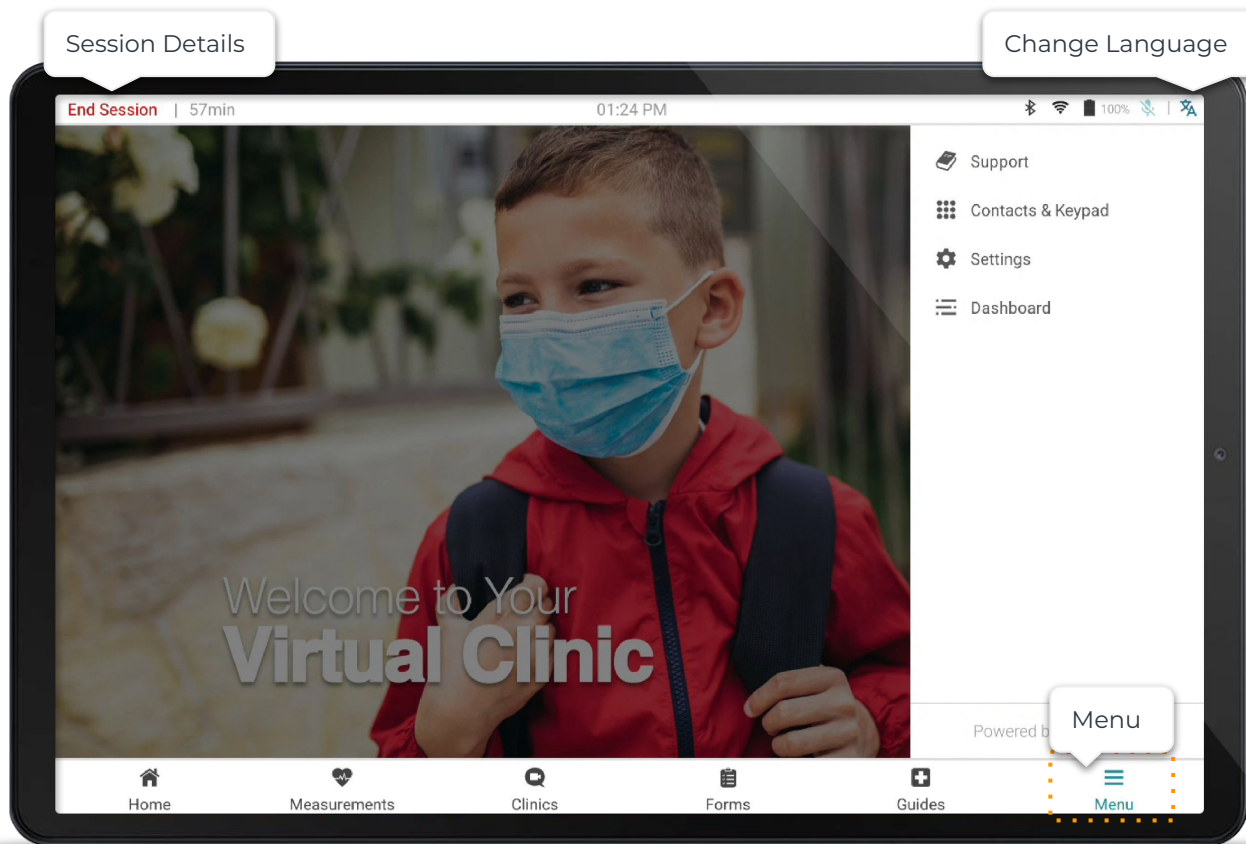 Session Details
Change Language
End Session | 57min
01:24 PM
100% |
Support
Contacts & Keypad
Settings
Dashboard
Welcome to Your
Virtual Clinic
Powered
Menu
Home
Measurements
Clinics
Forms
Guides
Menu